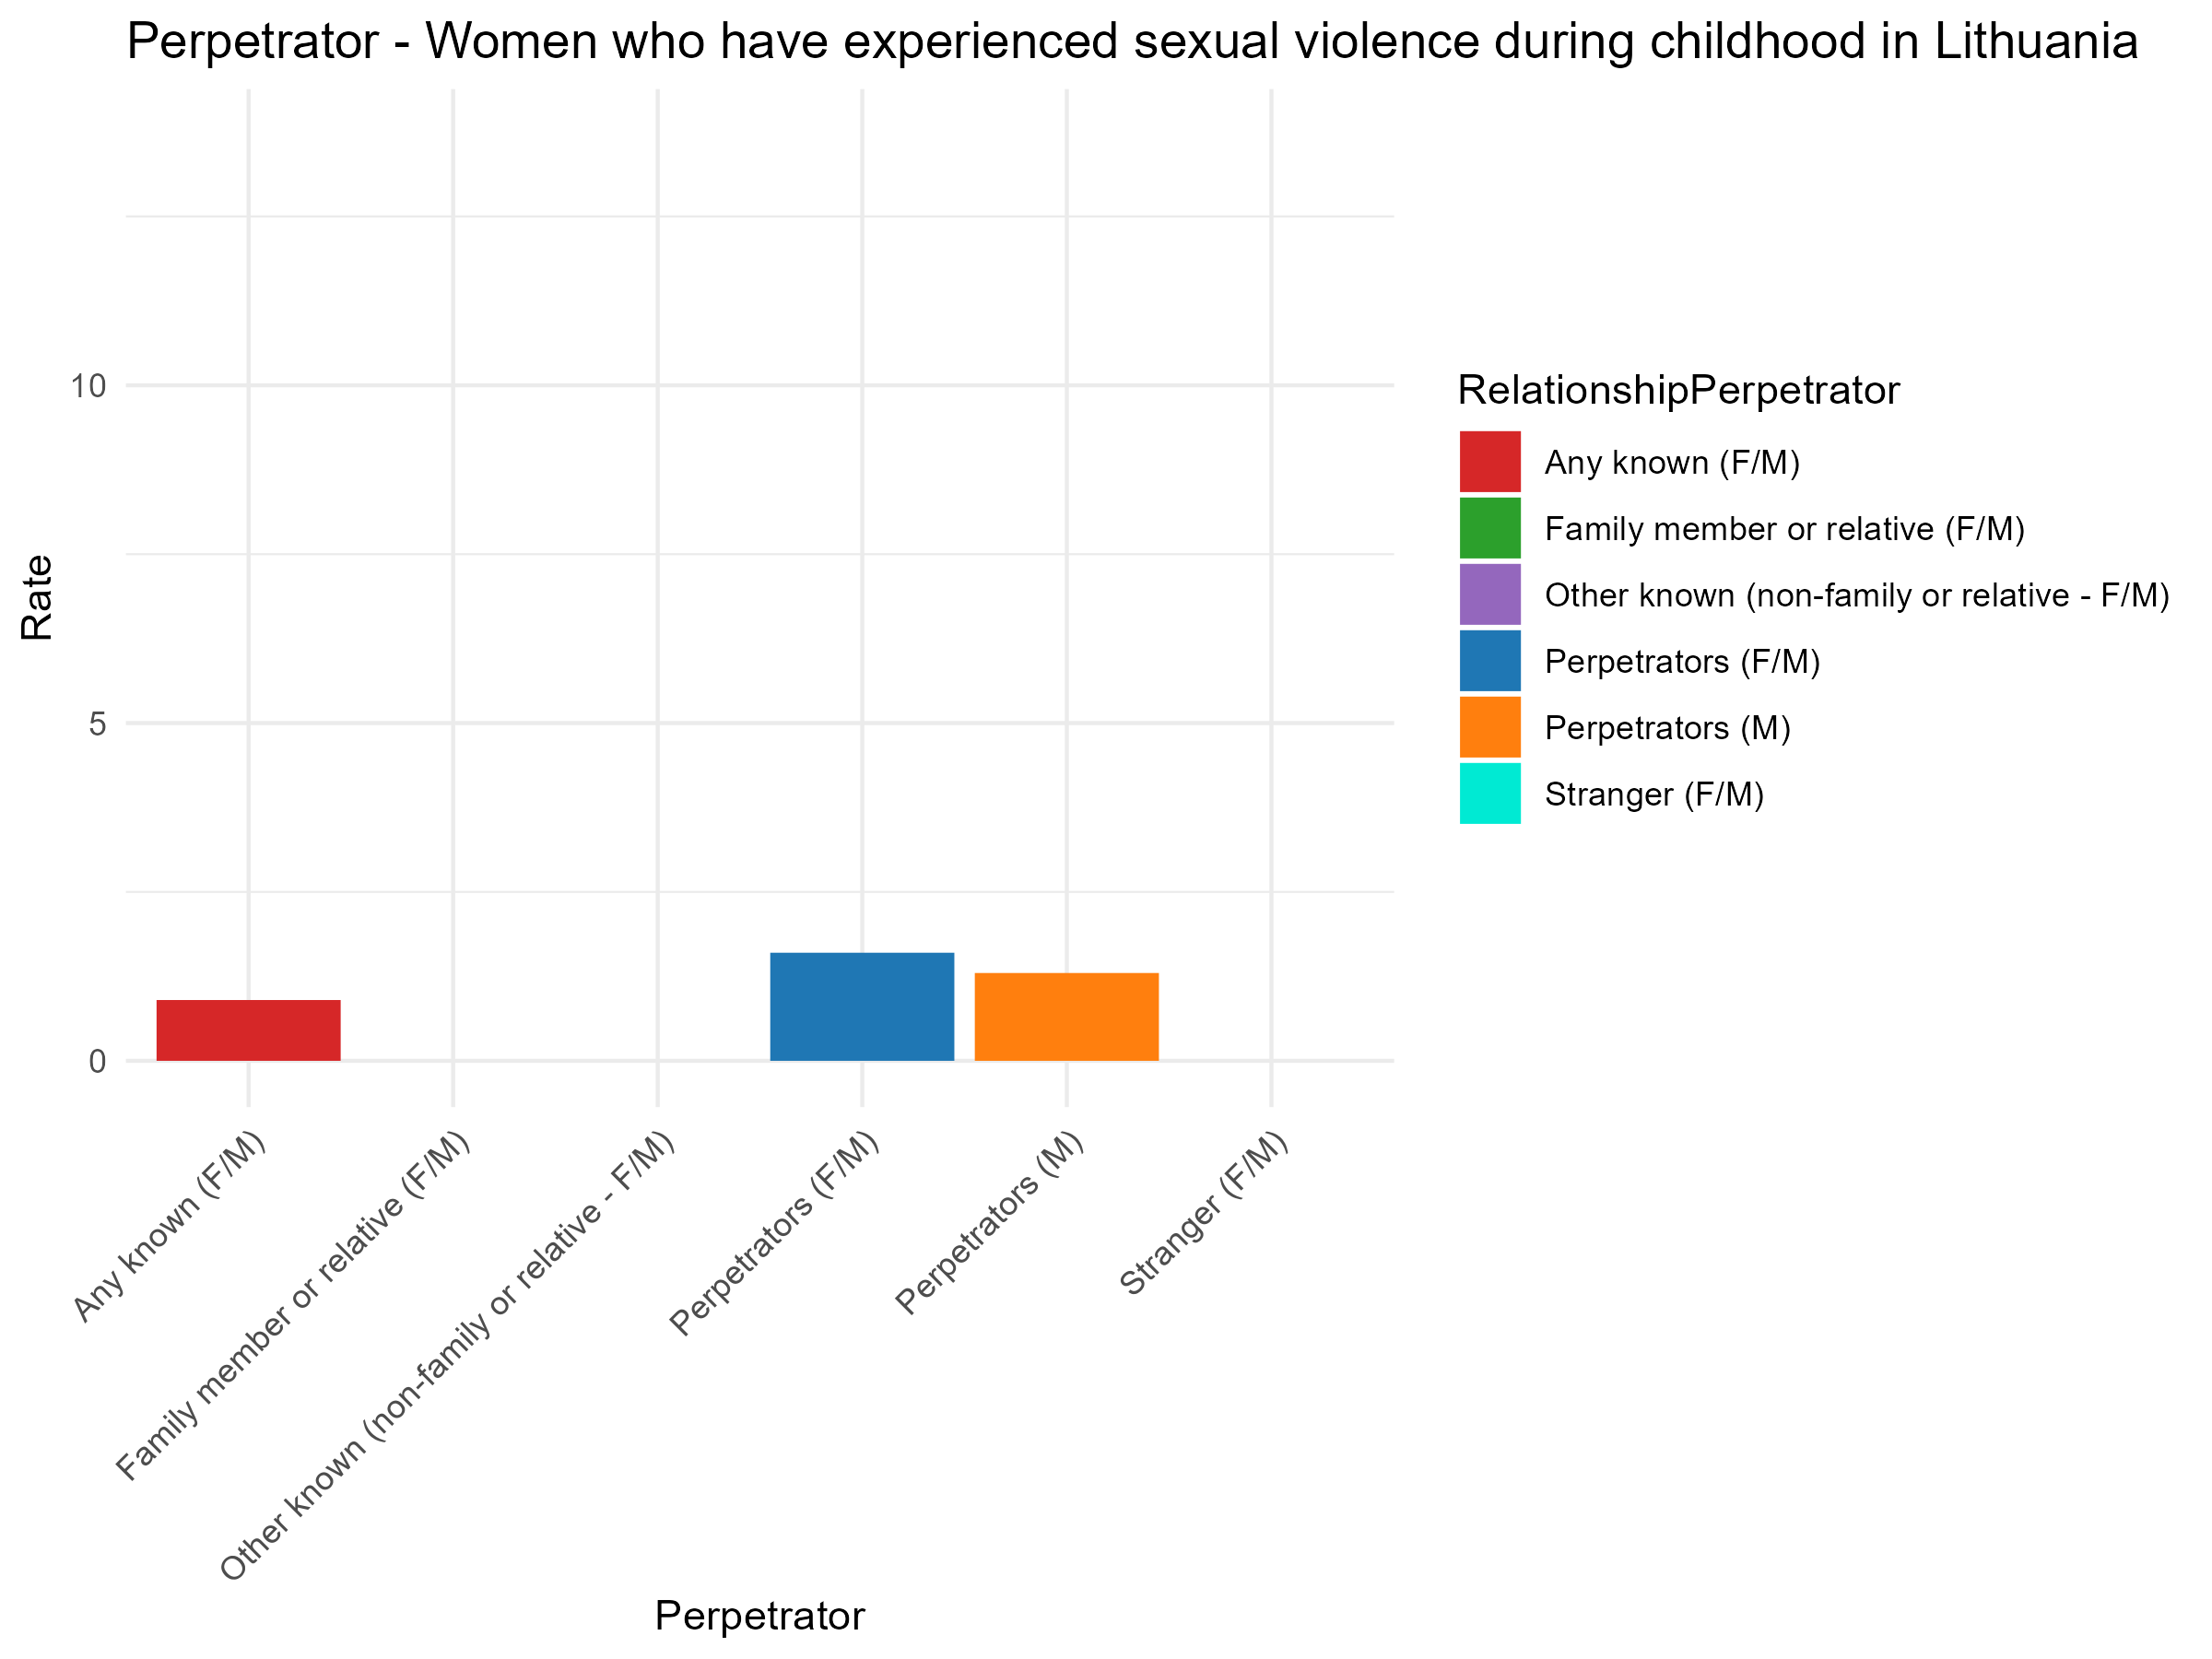 Perpetrator - Women who have experienced sexual violence during childhood in Lithuania
Rate
10
5
0
Any known (F/M)
Family member or relative (F/M)
Other known (non-family or relative - F/M)
Perpetrators (F/M)
Perpetrators (M)
Stranger (F/M)
Perpetrator
RelationshipPerpetrator
Any known (F/M)
Family member or relative (F/M)
Other known (non-family or relative - F/M)
Perpetrators (F/M)
Perpetrators (M)
Stranger (F/M)